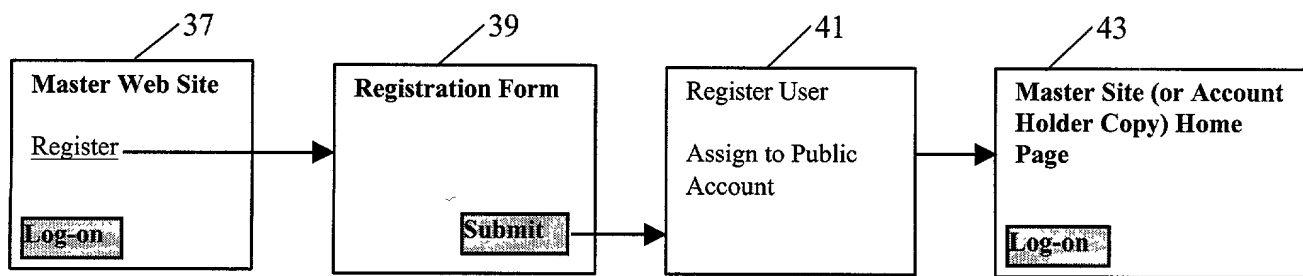 37
39
41
43
Master Web Site
Register
Log-on
Registration Form
Submit
Register User
Assign to Public
Account
Master Site (or Account
Holder Copy) Home
Page
Log-on